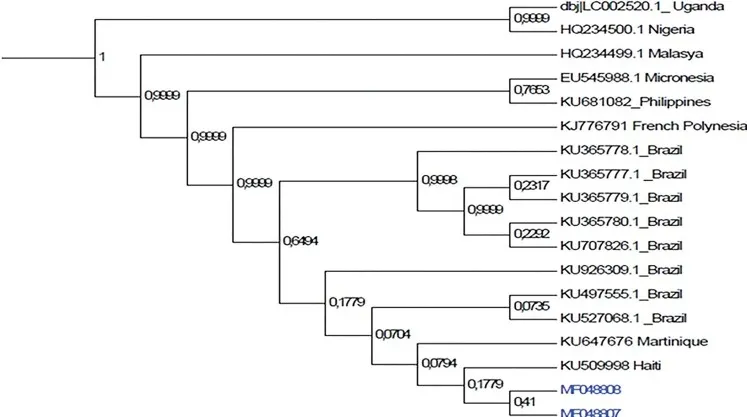 dbj|LC002520.1_ Uganda
0,9999
HQ234500.1 Nigeria
1
HQ234499.1 Malasya
0,9999
EU545988.1 Micronesia
0,7653
KU681082_Philippines
0,9999
KJ776791 French Polynesia
0,9999
KU365778.1_Brazil
0,9998
KU365777.1 _Brazil
0,2317
KU365779.1_Brazil
0,9999
KU365780.1_Brazil
0,2292
KU707826.1_Brazil
0,6494
KU926309.1_Brazil
0,1779
KU497555.1_Brazil
0,0735
KU527068.1 _Brazil
0,0704
KU647676 Martinique
0,0794
KU509998 Haiti
0,1779
MF048808
0,41
MF048807